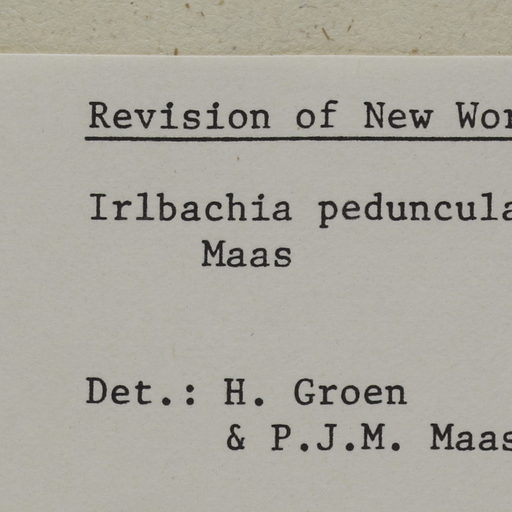 Revision of New Wor
Irlbachia peduncula
Maas
Det.: H. Groen
& P.J.M. Maas